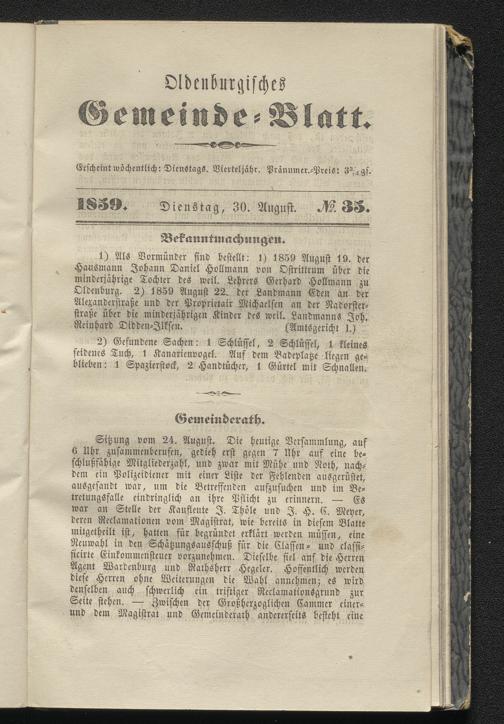 Oldenburgisches
Gemeinde-Blatt.
Erscheint wöchentlich: Dienstags. Vierteljähr. Pränumer.-Preis: 3¾ gs.
1859. Dienstag, 30. August. № 35.
Bekanntmachungen.
1) Als Vormünder sind bestellt: 1) 1859 August 19. der
Hausmann Johann Daniel Hollmann von Ostrittrum über die
minderjährige Tochter des weil. Lehrers Gerhard Hollmann zu
Oldenburg. 2) 1859 August 22. der Landmann Eden an der
Alexanderstraße und der Proprietair Michaelsen an der Nadorster-
straße über die minderjährigen Kinder des weil. Landmanns Joh.
Reinhard Didden-Ilksen. (Amtsgericht I.)
2) Gefundene Sachen: 1 Schlüssel, 2 Schlüssel, 1 kleines
seidenes Tuch, 1 Kanarienvogel. Auf dem Badeplatze liegen ge-
blieben: 1 Spazierstock, 2 Handtücher, 1 Gürtel mit Schnallen.
Gemeinderath.
Sitzung vom 24. August. Die heutige Versammlung, auf
6 Uhr zusammenberufen, gedieh erst gegen 7 Uhr auf eine be-
schlußfähige Mitgliederzahl, und zwar mit Mühe und Noth, nach-
dem ein Polizeidiener mit einer Liste der Fehlenden ausgerüstet,
ausgesandt war, um die Betreffenden aufzusuchen und im Be-
tretungsfalle eindringlich an ihre Pflicht zu erinnern. — Es
war an Stelle der Kaufleute J. Thöle und J. H. C. Meyer,
deren Reclamationen vom Magistrat, wie bereits in diesem Blatte
mitgetheilt ist, hatten für begründet erklärt werden müssen, eine
Neuwahl in den Schätzungsausschuß für die Classen- und classi-
ficirte Einkommensteuer vorzunehmen. Dieselbe fiel auf die Herren
Agent Wardenburg und Rathsherr Hegeler. Hoffentlich werden
diese Herren ohne Weiterungen die Wahl annehmen; es wird
denselben auch schwerlich ein triftiger Reclamationsgrund zur
Seite stehen. — Zwischen der Großherzoglichen Cammer einer-
und dem Magistrat und Gemeinderath andererseits besteht eine